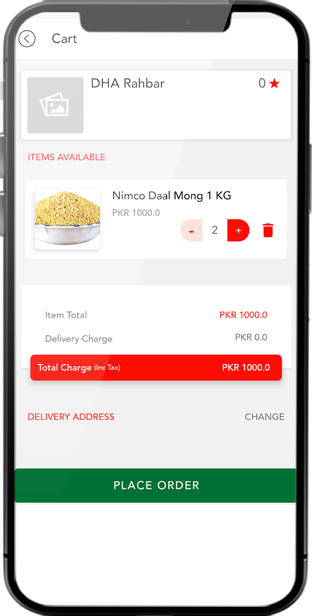 Cart
DHA Rahbar
0
ITEMS AVAILABLE
Nimco Daal Mong 1 KG
PKR 1000.0
- 2 +
Item Total PKR 1000.0
Delivery Charge PKR 0.0
Total Charge (Inc Tax) PKR 1000.0
DELIVERY ADDRESS CHANGE
PLACE ORDER